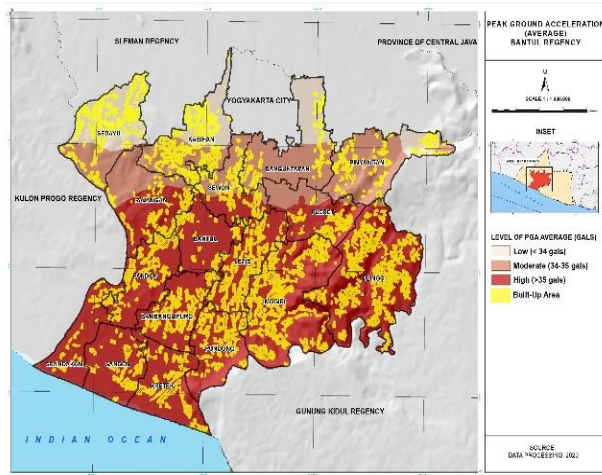 PEAK GROUND ACCELERATION
(AVERAGE)
BANTUL REGENCY
INSET
LEVEL OF PGA AVERAGE (GALS)
Low (< 34 gals)
Moderate (34-35 gals)
High (>35 gals)
Built-Up Area
SOURCE
DATA PROCESSING 2020
SLEMAN REGENCY
PROVINCE OF CENTRAL JAVA
YOGYAKARTA CITY
SEDAYU
KASIHAN
BANGUNTAPAN
PIYUNGAN
SEWON
KULON PROGO REGENCY
PAJANGAN
PLERET
BANTUL
JETIS
DLINGO
PANDAK
IMOGIRI
BAMBANGLIPURO
PUNDONG
SRANDAKAN
SANDEN
KRETEK
GUNUNG KIDUL REGENCY
INDIAN OCEAN